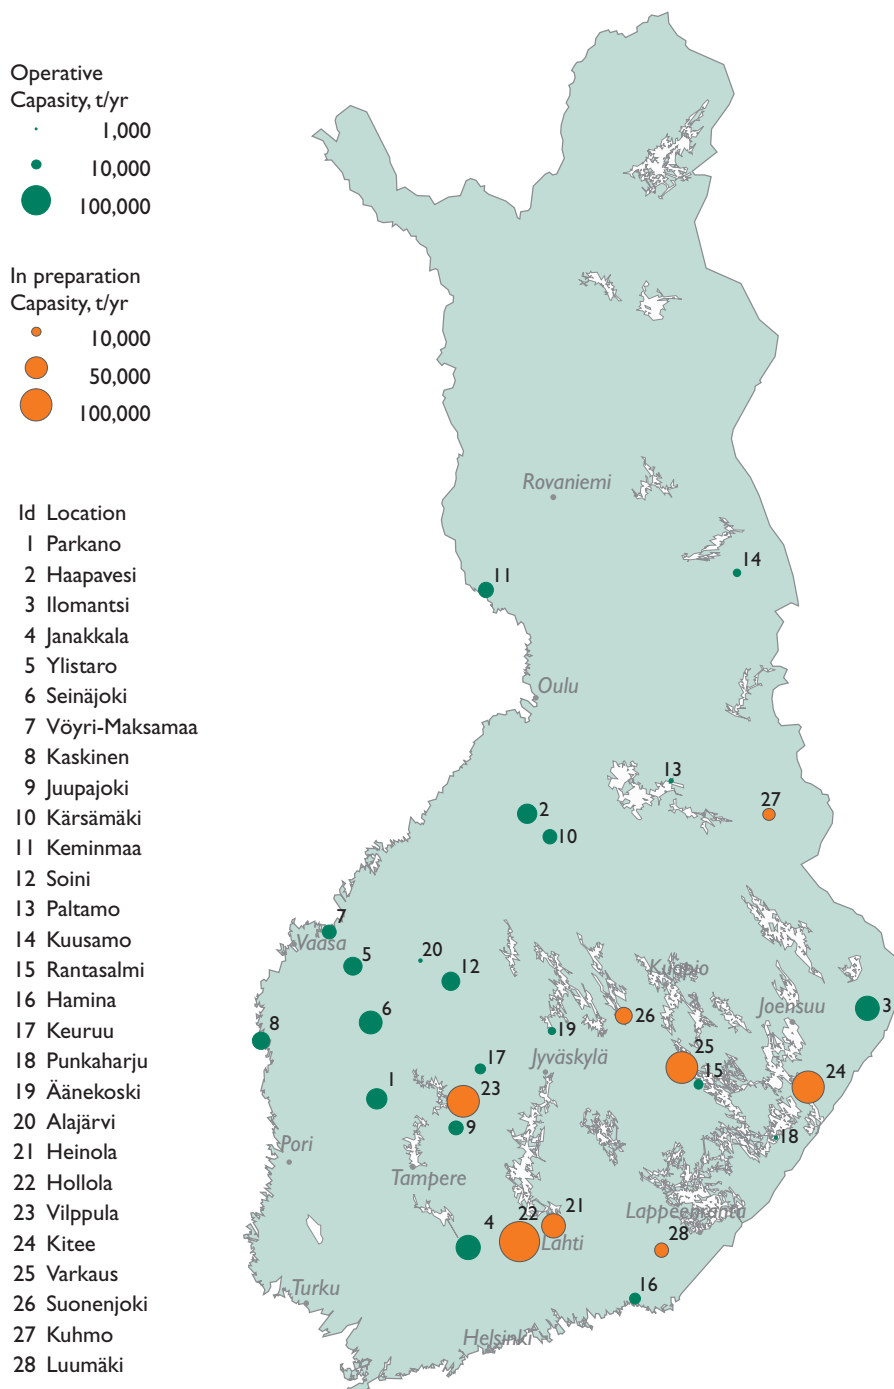 Operative
Capasity, t/yr
1,000
10,000
100,000
In preparation
Capacity, t/yr
10,000
50,000
100,000
Id Location
1 Parkano
2 Haapavesi
3 Ilomantsi
4 Janakkala
5 Ylistaro
6 Seinäjoki
7 Vöyri-Maksamaa
8 Kaskinen
9 Juupajoki
10 Kärsämäki
11 Keminmaa
12 Soini
13 Paltamo
14 Kuusamo
15 Rantasalmi
16 Hamina
17 Keuruu
18 Punkaharju
19 Äänekoski
20 Alajärvi
21 Heinola
22 Hollola
23 Vilppula
24 Kitee
25 Varkaus
26 Suonenjoki
27 Kuhmo
28 Luumäki
Rovaniemi
14
11
Oulu
13
27
2
10
7
Vaasa
20
5
12
Kuopio
Joensuu
3
6
26
8
19
25
17
Jyväskylä
15
24
1
23
9
18
Pori
Tampere
21
Lappeenranta
4
22
Lahti
28
Turku
16
Helsinki